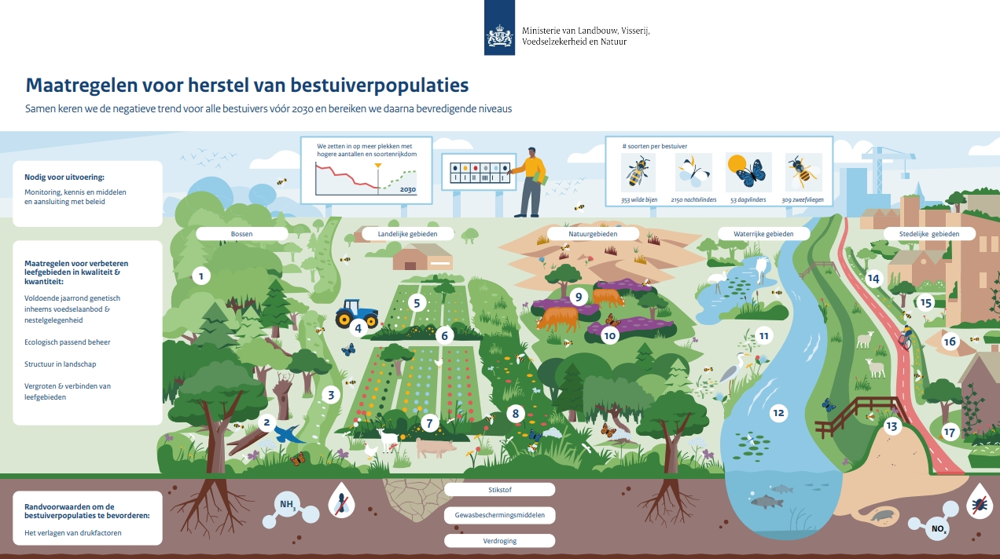 Ministerie van Landbouw, Visserij,
Voedselzekerheid en Natuur
Maatregelen voor herstel van bestuiverpopulaties
Samen keren we de negatieve trend voor alle bestuivers vóór 2030 en bereiken we daarna bevredigende niveaus
Nodig voor uitvoering:
Monitoring, kennis en middelen
en aansluiting met beleid
We zetten in op meer plekken met
hogere aantallen en soortenrijkdom
2030
# soorten per bestuiver
353 wilde bijen
2150 nachtvlinders
53 dagvlinders
309 zweefvliegen
Bossen
Landelijke gebieden
Natuurgebieden
Waterrijke gebieden
Stedelijke gebieden
Maatregelen voor verbeteren
leefgebieden in kwaliteit &
kwantiteit:
Voldoende jaarrond genetisch
inheems voedselaanbod &
nestelgelegenheid
Ecologisch passend beheer
Structuur in landschap
Vergroten & verbinden van
leefgebieden
1
2
3
4
5
6
7
8
9
10
11
12
13
14
15
16
17
Randvoorwaarden om de
bestuiverpopulaties te bevorderen:
Het verlagen van drukfactoren
NH3
Stikstof
Gewasbeschermingsmiddelen
Verdroging
NOx